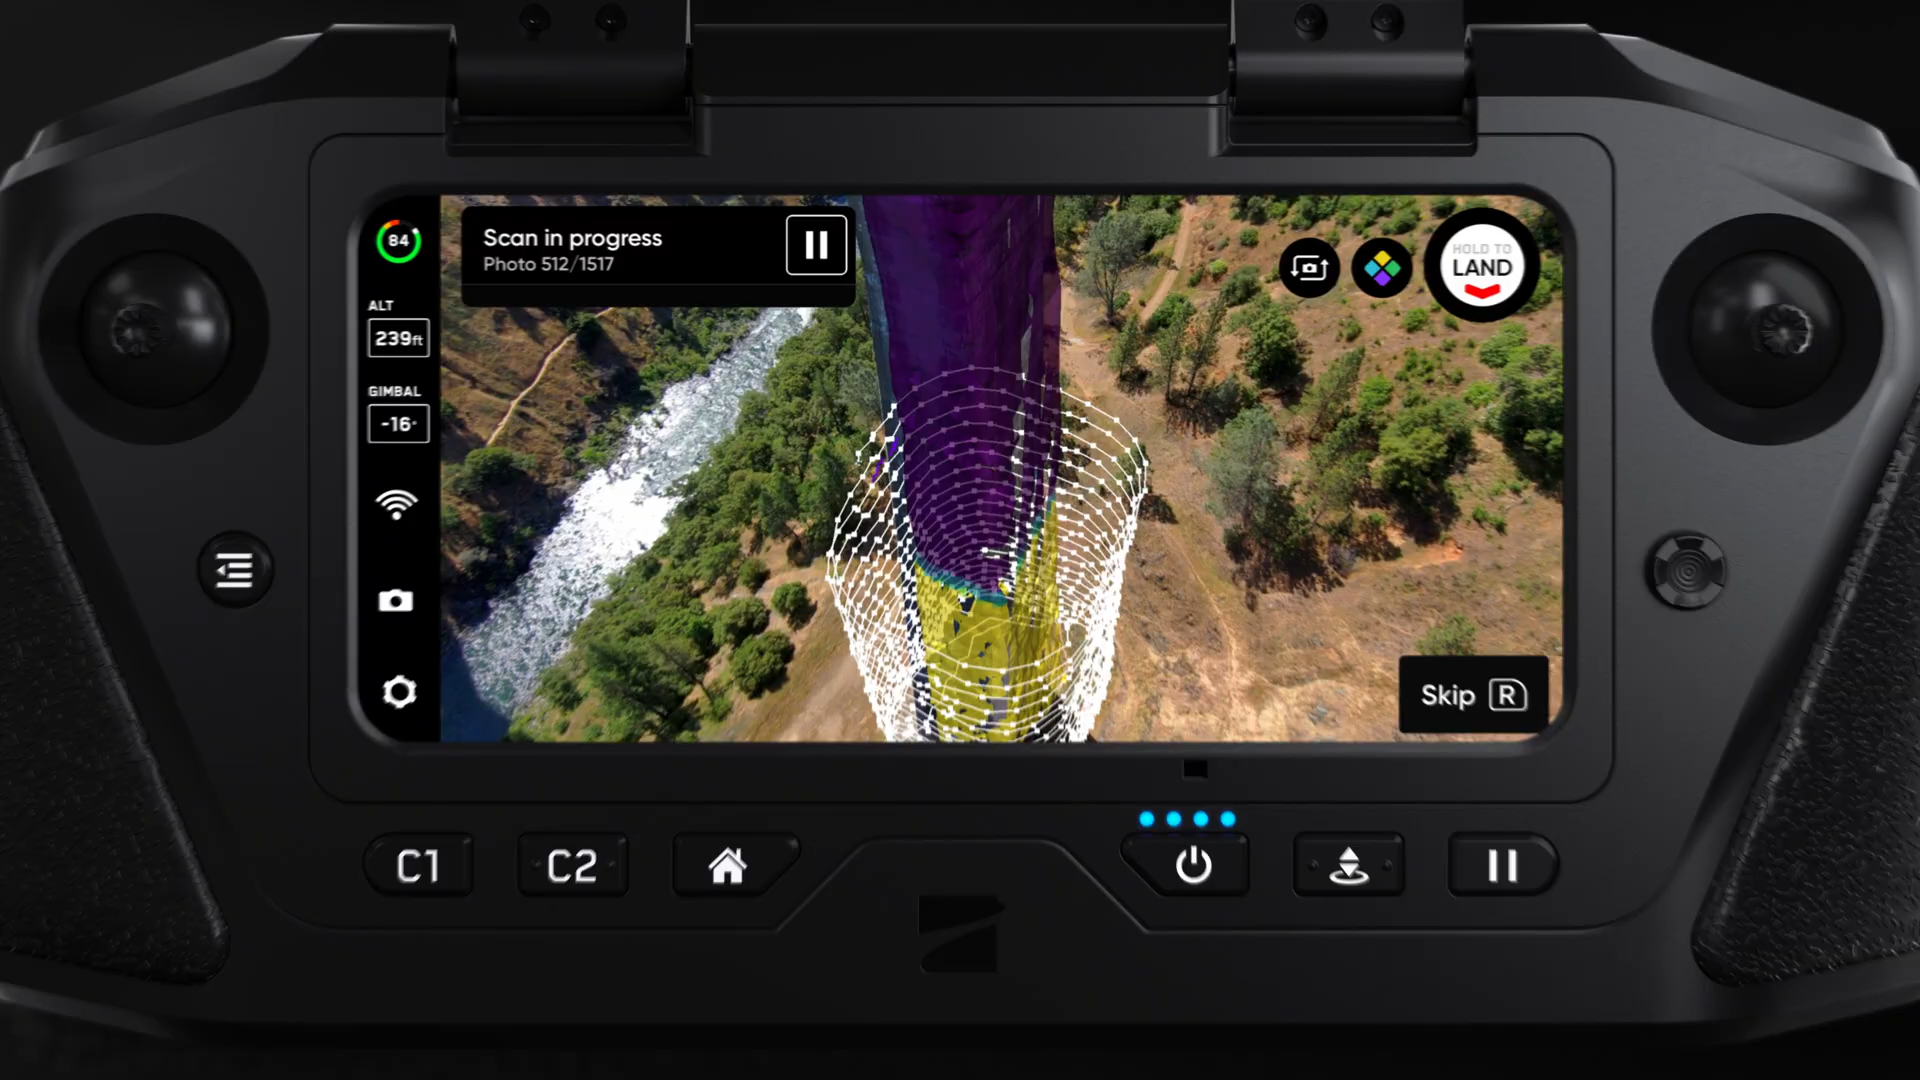 84
Scan in progress
Photo 512/1517
HOLD TO
LAND
ALT
239ft
GIMBAL
-16°
Skip R
C1
C2